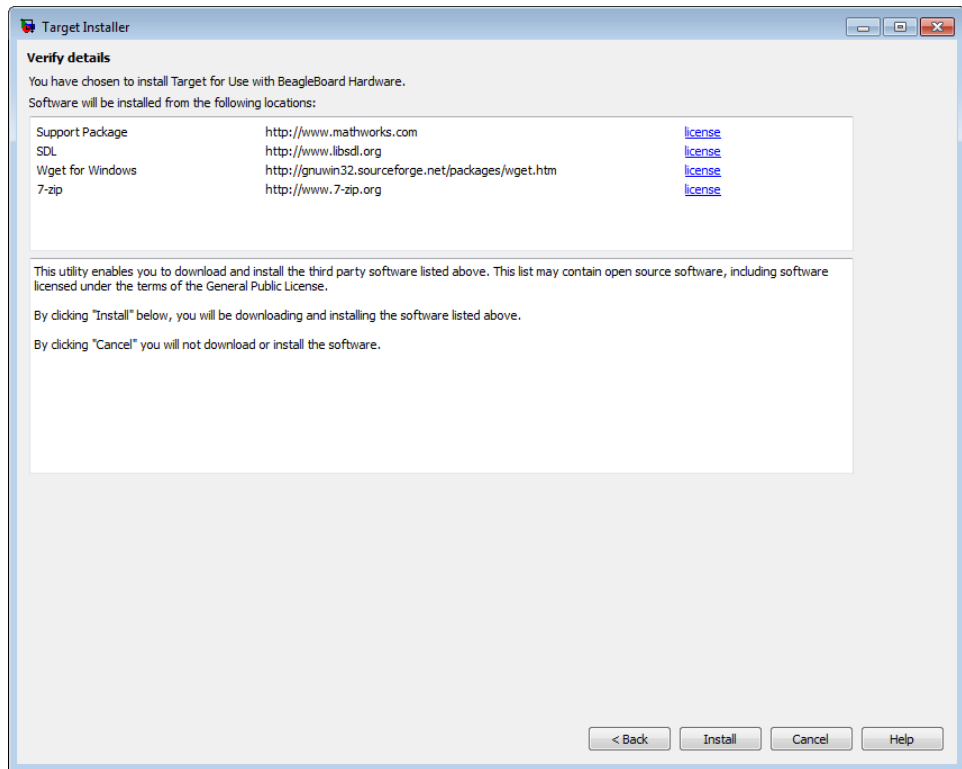 Target Installer
Verify details
You have chosen to install Target for Use with BeagleBoard Hardware.
Software will be installed from the following locations:
Support Package http://www.mathworks.com license
SDL http://www.libsdl.org license
Wget for Windows http://gnuwin32.sourceforge.net/packages/wget.htm license
7-zip http://www.7-zip.org license
This utility enables you to download and install the third party software listed above. This list may contain open source software, including software
licensed under the terms of the General Public License.
By clicking "Install" below, you will be downloading and installing the software listed above.
By clicking "Cancel" you will not download or install the software.
< Back Install Cancel Help